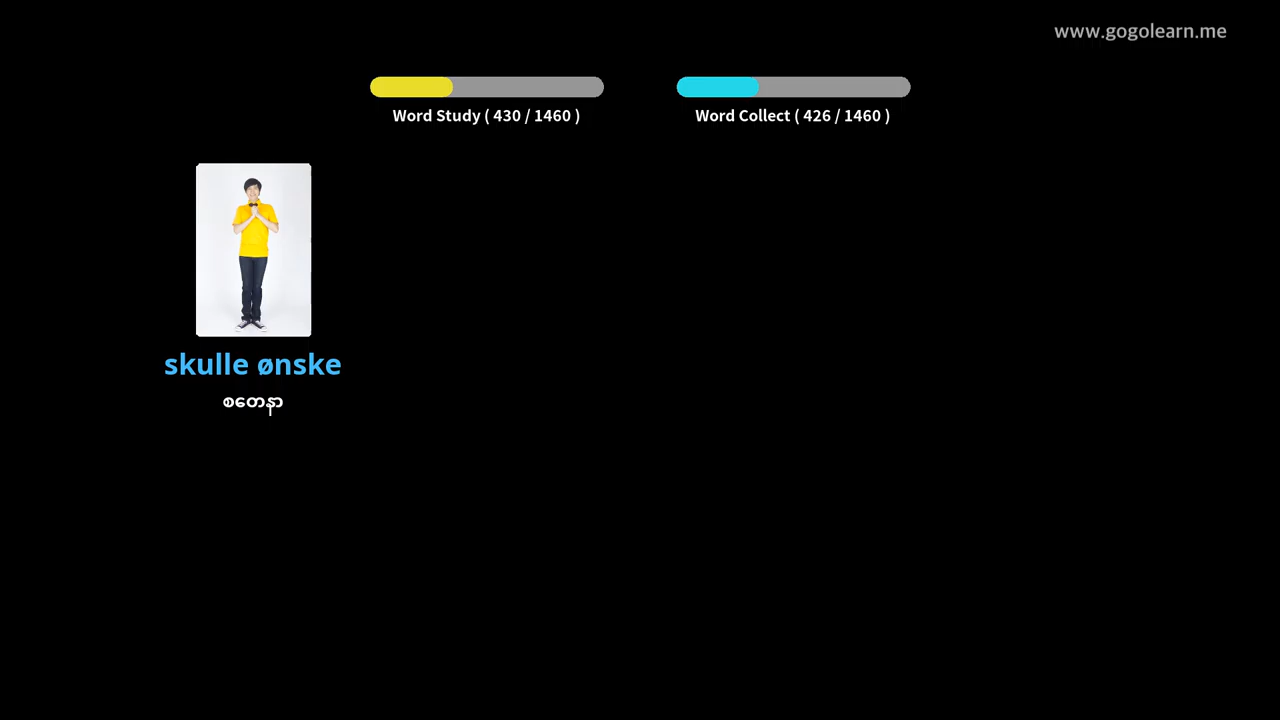 www.gogolearn.me
Word Study ( 430 / 1460 )
Word Collect ( 426 / 1460 )
skulle ønske
စတေနာ